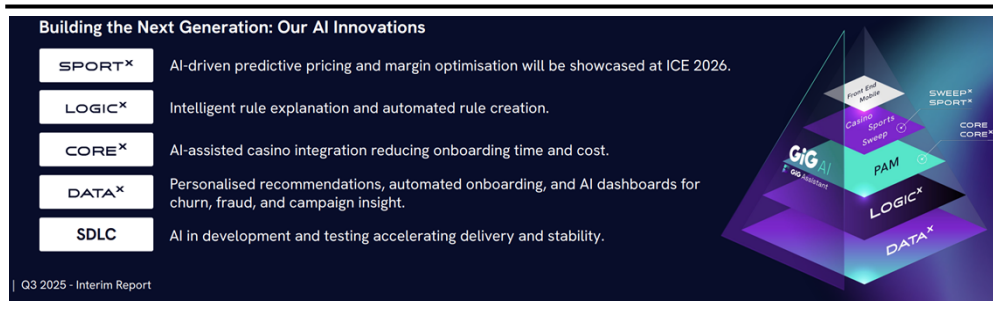 Building the Next Generation: Our AI Innovations
SPORTX
AI-driven predictive pricing and margin optimisation will be showcased at ICE 2026.
LOGICX
Intelligent rule explanation and automated rule creation.
COREX
AI-assisted casino integration reducing onboarding time and cost.
DATAX
Personalised recommendations, automated onboarding, and AI dashboards for
churn, fraud, and campaign insight.
SDLC
AI in development and testing accelerating delivery and stability.
| Q3 2025 - Interim Report
Front End
Mobile
SWEEPX
SPORTX
Casino
Sports
Sweep
CORE
COREX
GiG AI
GiG Assistant
PAM
LOGICX
DATAX